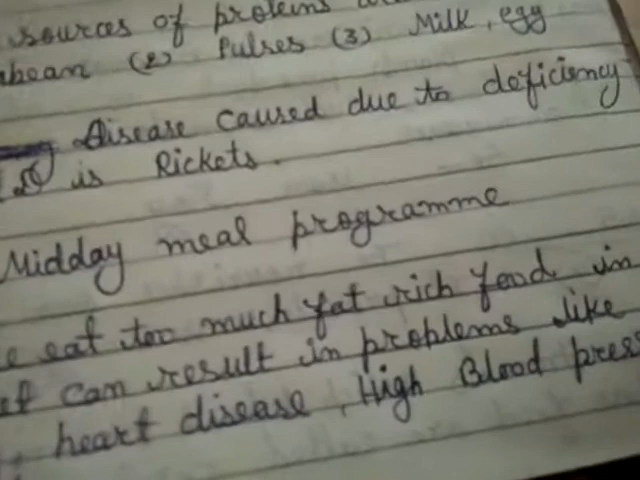 sources of proteins
bean (2) Pulses (3) Milk, egg
Disease caused due to deficiency
is Rickets.
Midday meal programme
eat too much fat rich food in
can result in problems like
heart disease, High Blood press